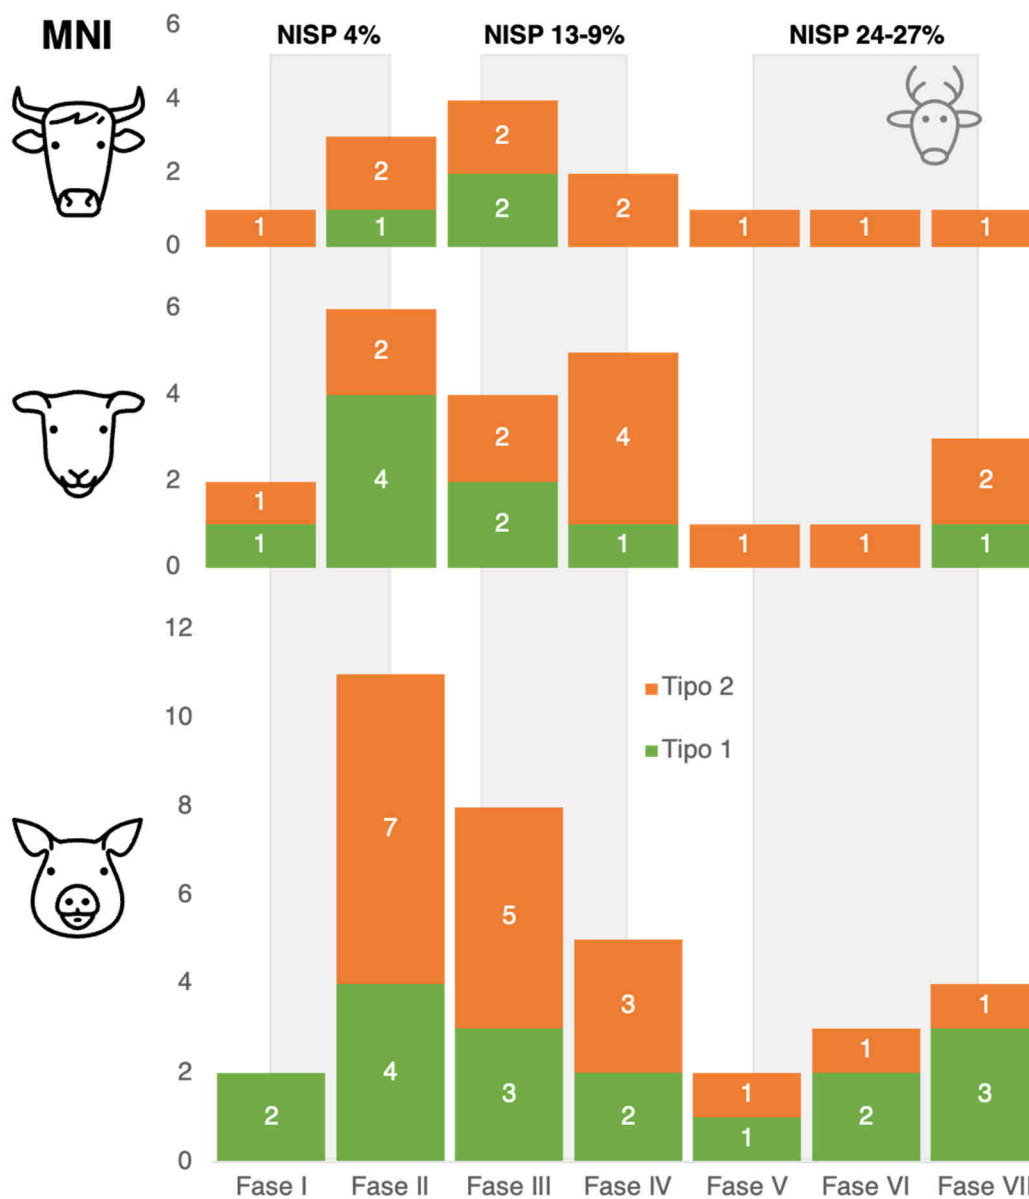 MNI
NISP 4% NISP 13-9% NISP 24-27%
6
4
2
0
2 2
1 2 1 2 2 1 1 1
6
4
2
0
2 2 4 2
1 4 2 1 1 1
1 2 1 1
12
10
8
6
4
2
0
Tipo 2
Tipo 1
7
5
3 1
4 1 3
2 3 2 1 2
1
Fase I Fase II Fase III Fase IV Fase V Fase VI Fase VII